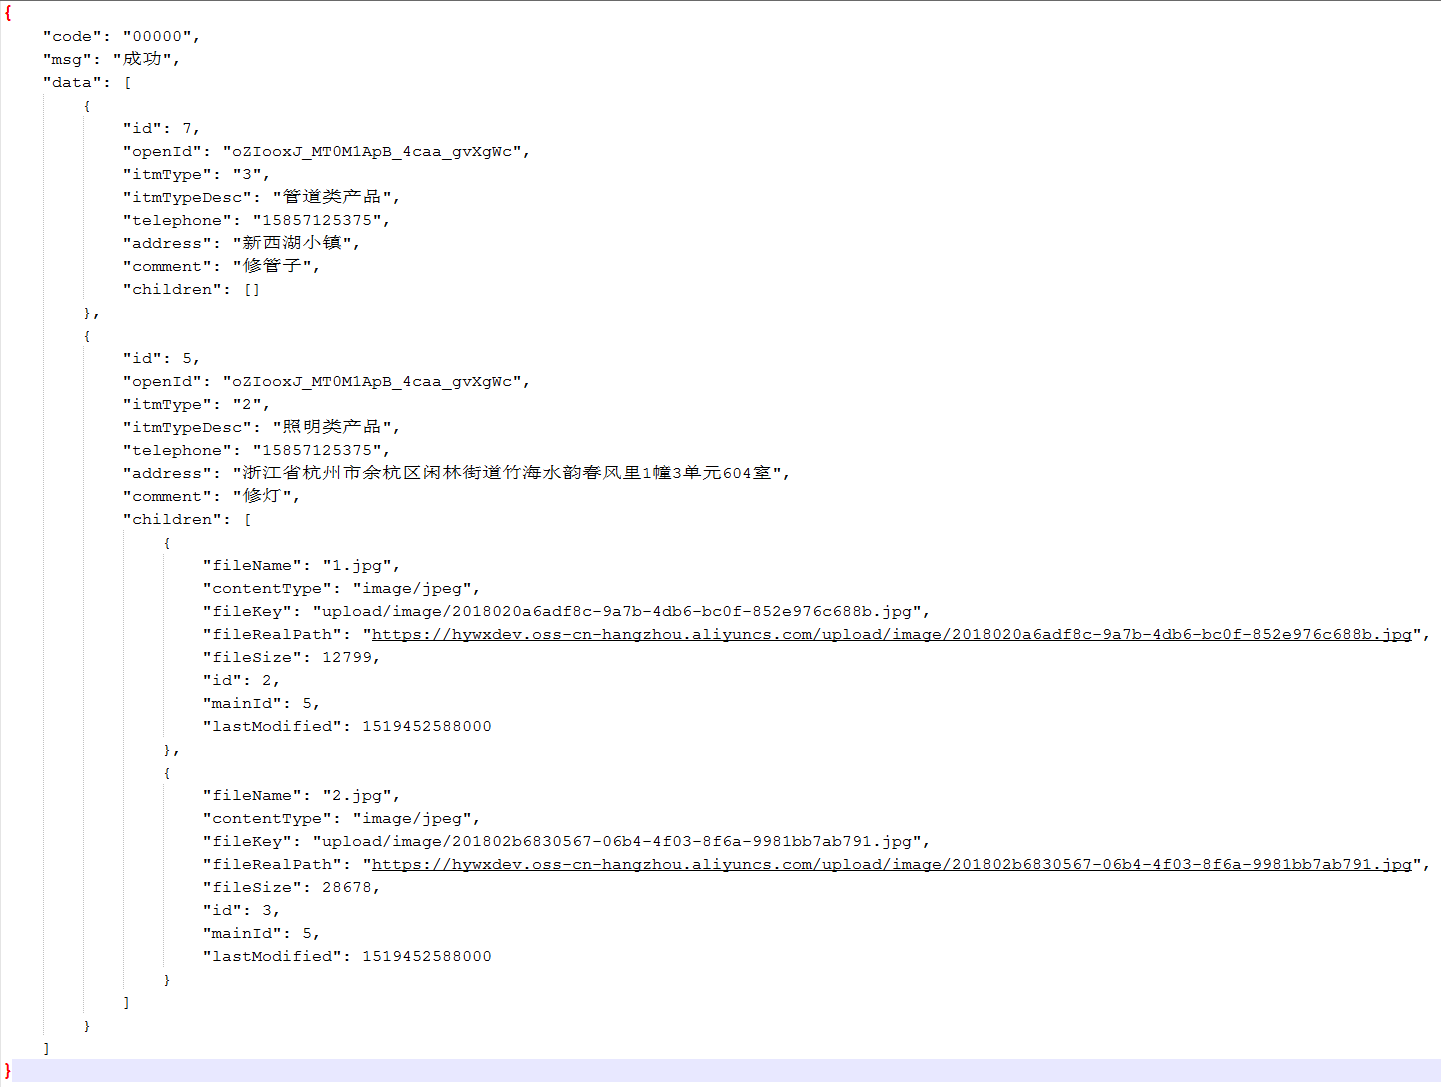 {
"code": "00000",
"msg": "成功",
"data": [
{
"id": 7,
"openId": "oZIooxJ_MT0M1ApB_4caa_gvXgWc",
"itmType": "3",
"itmTypeDesc": "管道类产品",
"telephone": "15857125375",
"address": "新西湖小镇",
"comment": "修管子",
"children": []
},
{
"id": 5,
"openId": "oZIooxJ_MT0M1ApB_4caa_gvXgWc",
"itmType": "2",
"itmTypeDesc": "照明类产品",
"telephone": "15857125375",
"address": "浙江省杭州市余杭区闲林街道竹海水韵春风里1幢3单元604室",
"comment": "修灯",
"children": [
{
"fileName": "1.jpg",
"contentType": "image/jpeg",
"fileKey": "upload/image/2018020a6adf8c-9a7b-4db6-bc0f-852e976c688b.jpg",
"fileRealPath": "https://hywxdev.oss-cn-hangzhou.aliyuncs.com/upload/image/2018020a6adf8c-9a7b-4db6-bc0f-852e976c688b.jpg",
"fileSize": 12799,
"id": 2,
"mainId": 5,
"lastModified": 1519452588000
},
{
"fileName": "2.jpg",
"contentType": "image/jpeg",
"fileKey": "upload/image/201802b6830567-06b4-4f03-8f6a-9981bb7ab791.jpg",
"fileRealPath": "https://hywxdev.oss-cn-hangzhou.aliyuncs.com/upload/image/201802b6830567-06b4-4f03-8f6a-9981bb7ab791.jpg",
"fileSize": 28678,
"id": 3,
"mainId": 5,
"lastModified": 1519452588000
}
]
}
]
}